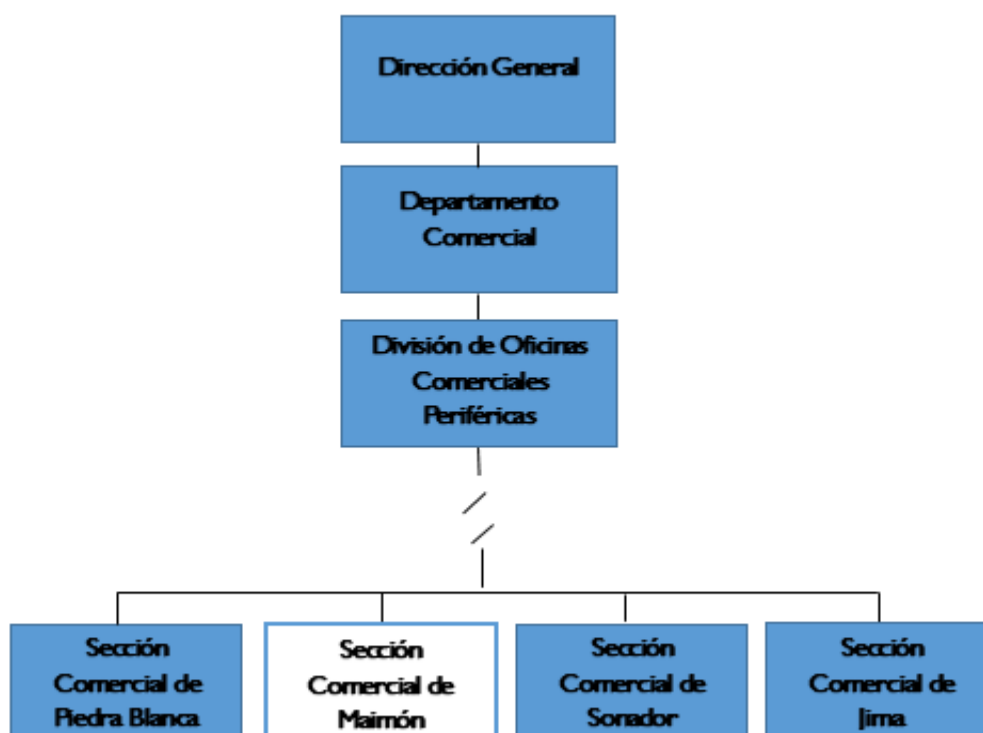 Dirección General
Departamento
Comercial
División de Oficinas
Comerciales
Periféricas
Sección
Comercial de
Piedra Blanca
Sección
Comercial de
Maimón
Sección
Comercial de
Sonador
Sección
Comercial de
Jima